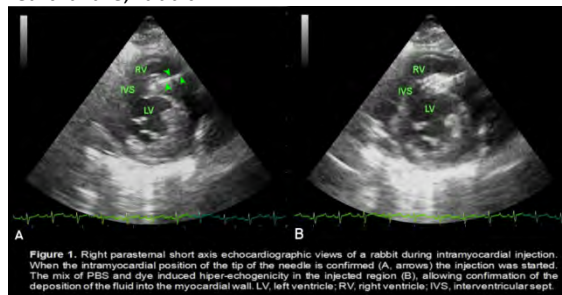 RV
IVS
LV
A
RV
IVS
LV
B
Figure 1. Right parasternal short axis echocardiographic views of a rabbit during intramyocardial injection.
When the intramyocardial position of the tip of the needle is confirmed (A, arrows) the injection was started.
The mix of PBS and dye induced hiper-echogenicity in the injected region (B), allowing confirmation of the
deposition of the fluid into the myocardial wall. LV, left ventricle; RV, right ventricle; IVS, interventricular sept.